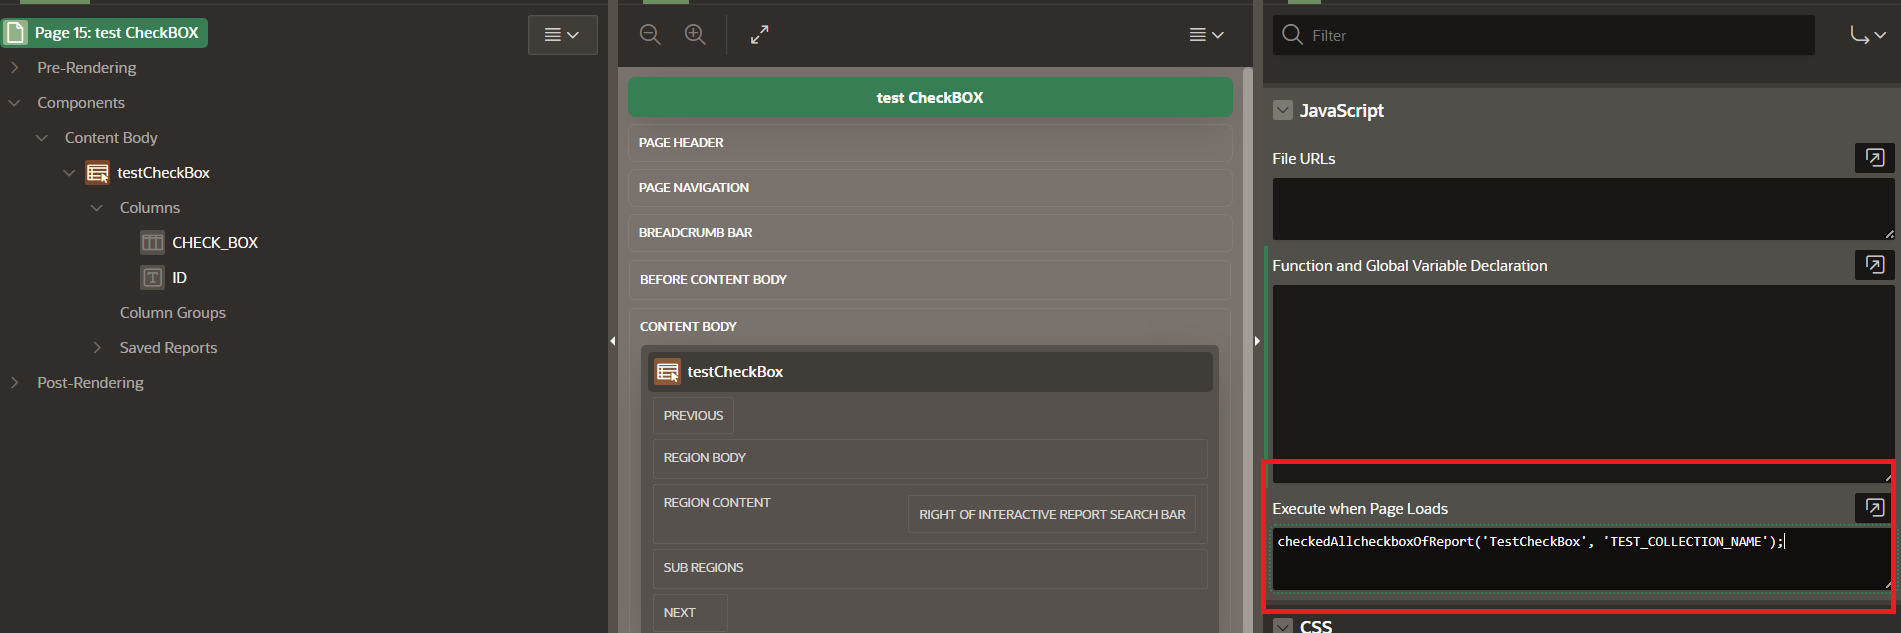 Page 15: test CheckBOX
Pre-Rendering
Components
Content Body
testCheckBox
Columns
CHECK_BOX
ID
Column Groups
Saved Reports
Post-Rendering
test CheckBOX
PAGE HEADER
PAGE NAVIGATION
BREADCRUMB BAR
BEFORE CONTENT BODY
CONTENT BODY
testCheckBox
PREVIOUS
REGION BODY
REGION CONTENT
RIGHT OF INTERACTIVE REPORT SEARCH BAR
SUB REGIONS
NEXT
Filter
JavaScript
File URLs
Function and Global Variable Declaration
Execute when Page Loads
checkedAllcheckboxOfReport('TestCheckBox', 'TEST_COLLECTION_NAME');
CSS